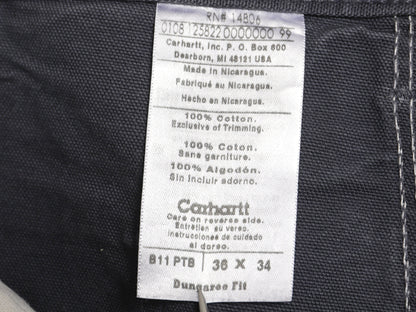 RN# 14806
0108 125822 0000000 99
Carhartt, Inc. P. O. Box 600
Dearborn, MI 48121 USA
Made in Nicaragua.
Fabriqué au Nicaragua.
Hecho en Nicaragua.
100% Cotton.
Exclusive of Trimming.
100% Coton.
Sans garniture.
100% Algodón.
Sin incluir adorno.
Carhartt
Care on reverse side.
Entretien au verso.
Instrucciones de cuidado
al dorso.
B11 PTB 36 X 34
Dungaree Fit